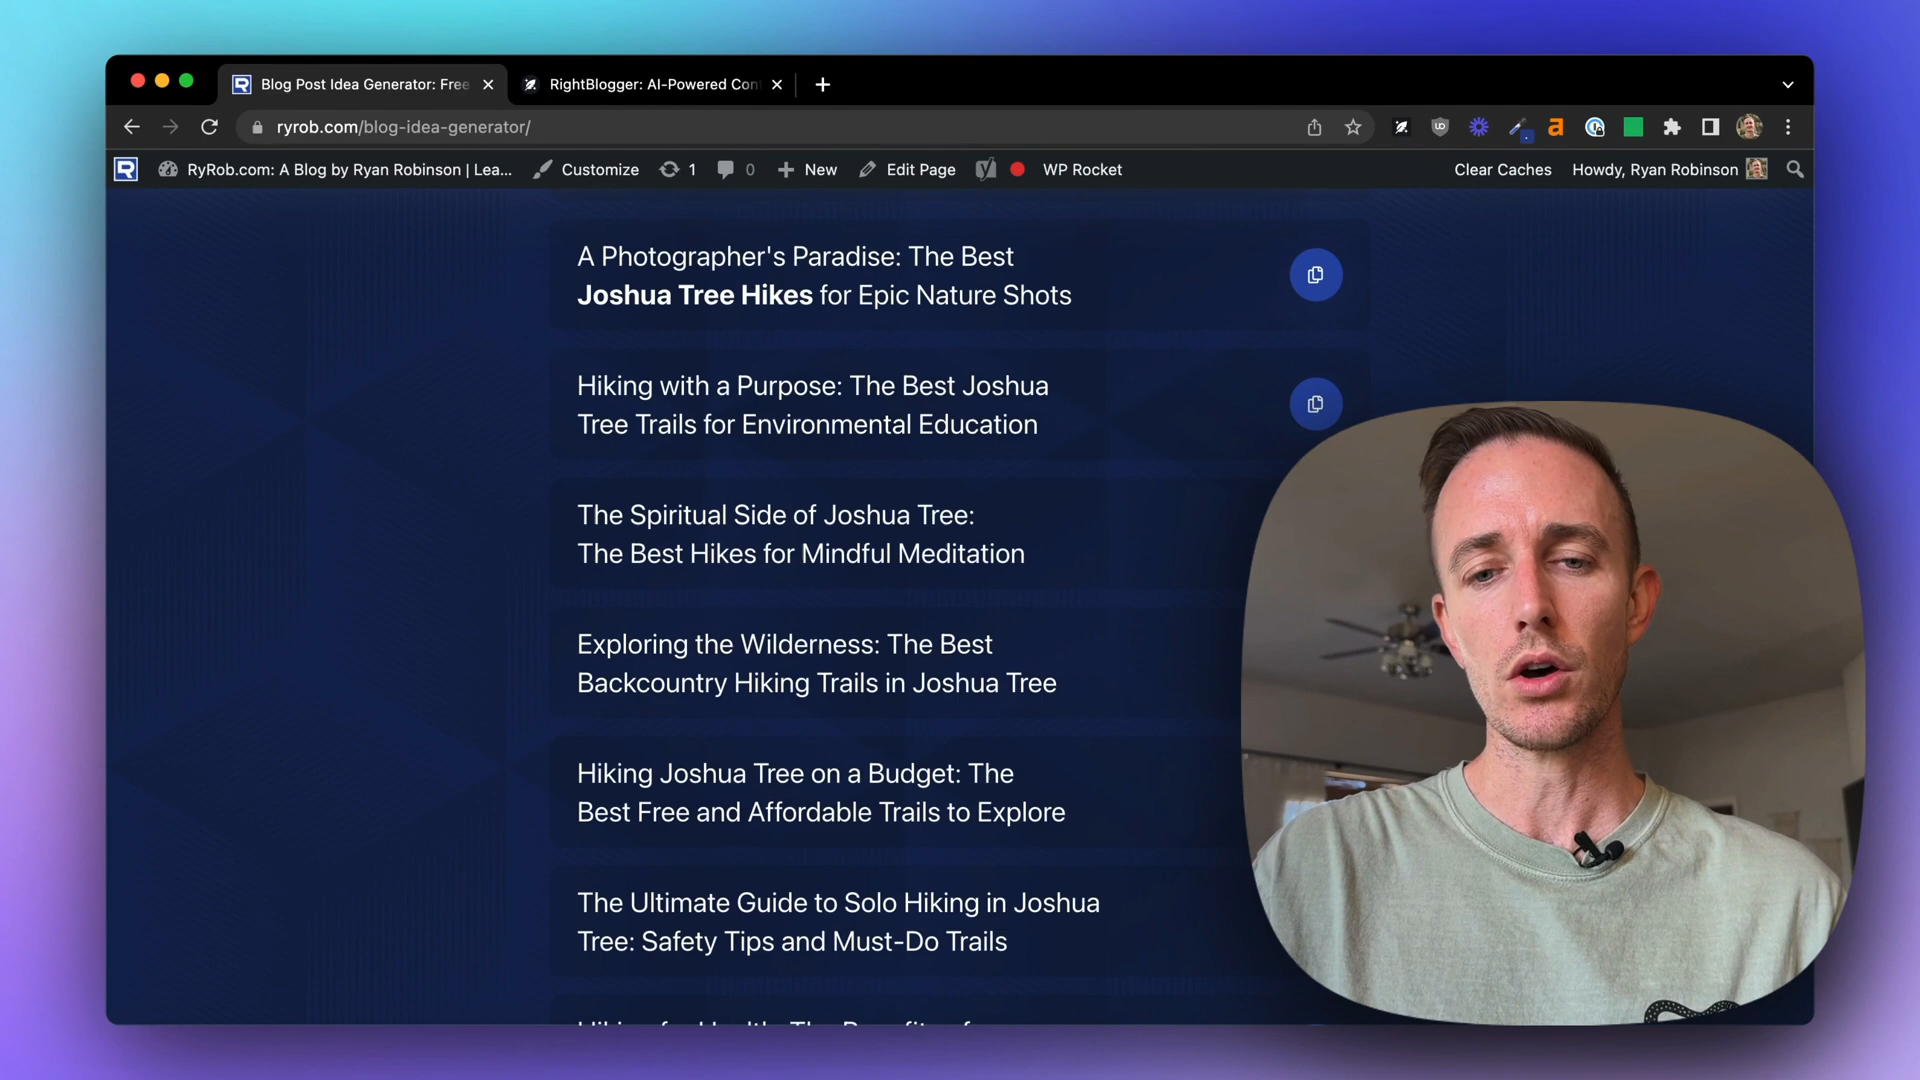 Blog Post Idea Generator: Free
RightBlogger: AI-Powered Con
ryrob.com/blog-idea-generator/
RyRob.com: A Blog by Ryan Robinson | Lea...
Customize
1
0
New
Edit Page
WP Rocket
Clear Caches
Howdy, Ryan Robinson
A Photographer's Paradise: The Best
Joshua Tree Hikes for Epic Nature Shots
Hiking with a Purpose: The Best Joshua
Tree Trails for Environmental Education
The Spiritual Side of Joshua Tree:
The Best Hikes for Mindful Meditation
Exploring the Wilderness: The Best
Backcountry Hiking Trails in Joshua Tree
Hiking Joshua Tree on a Budget: The
Best Free and Affordable Trails to Explore
The Ultimate Guide to Solo Hiking in Joshua
Tree: Safety Tips and Must-Do Trails